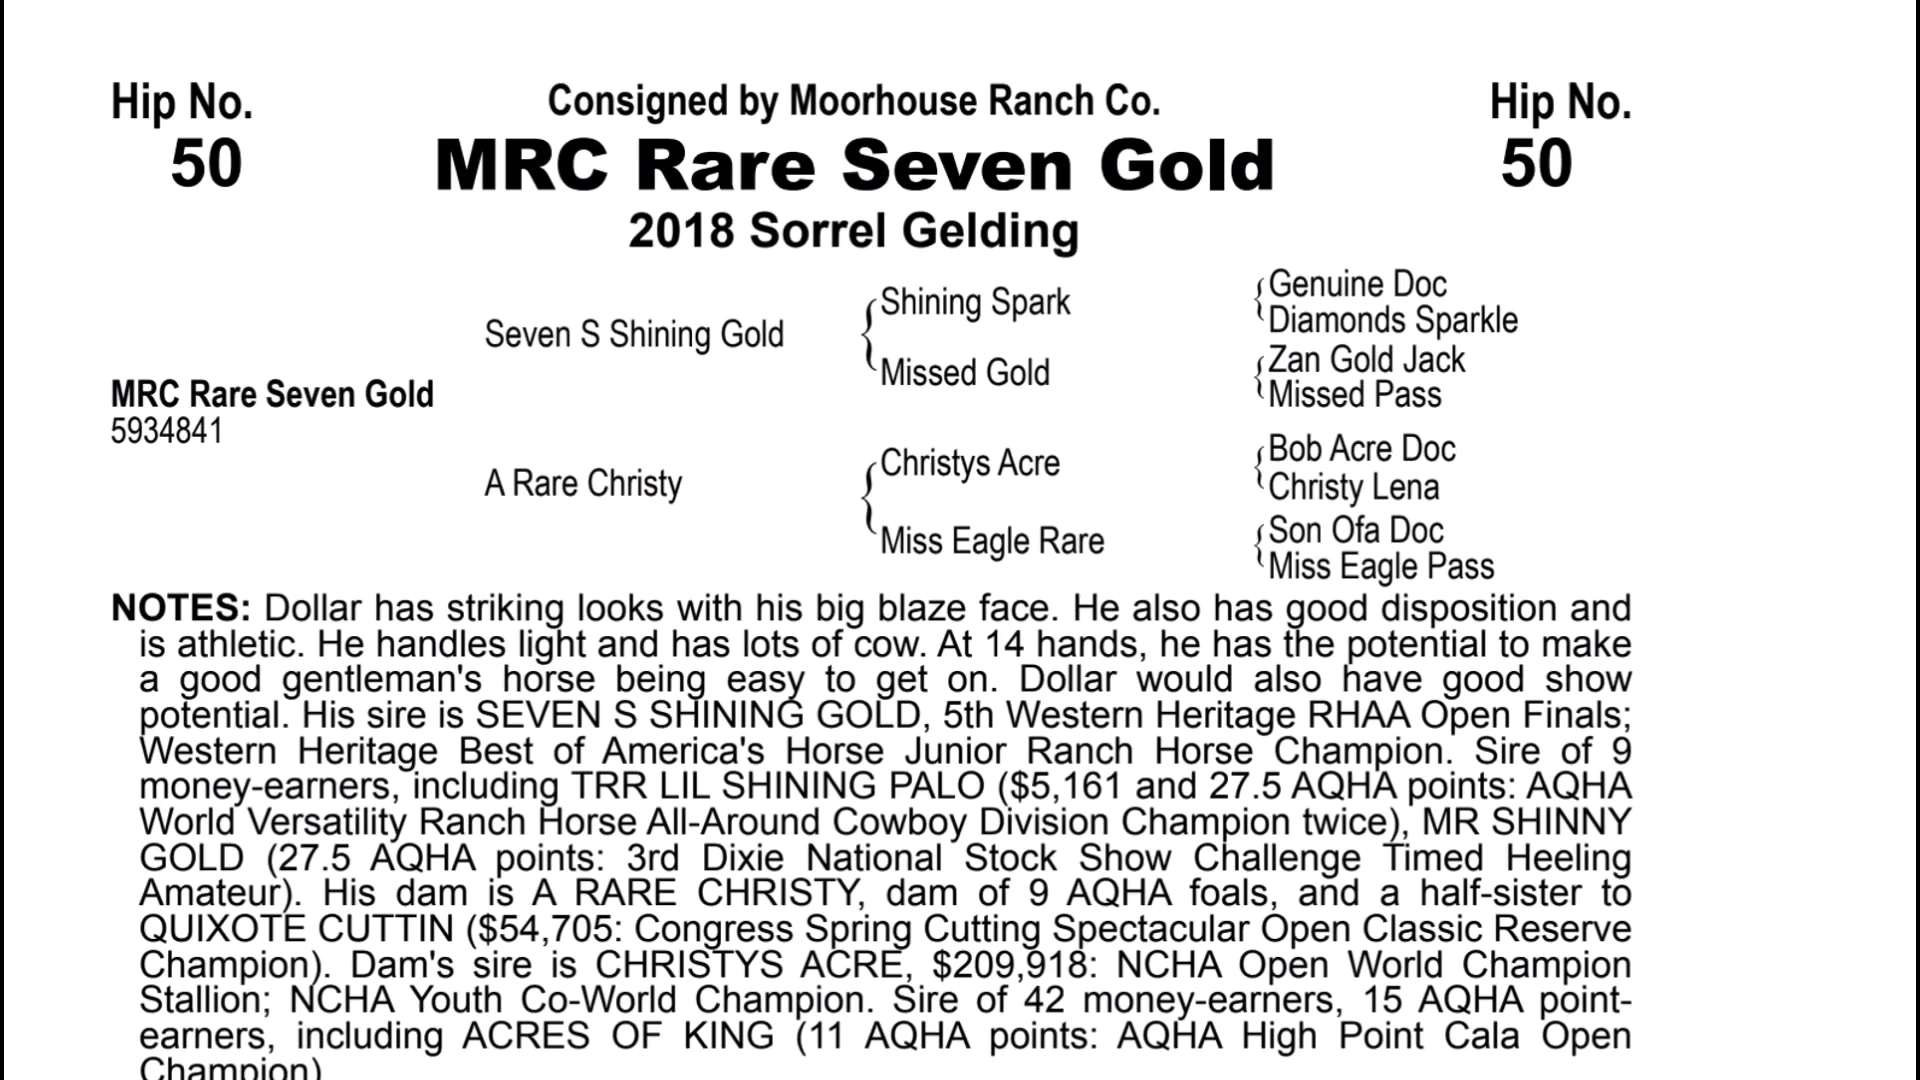 Hip No. Consigned by Moorhouse Ranch Co. Hip No.
50 MRC Rare Seven Gold 50
2018 Sorrel Gelding
Genuine Doc
Shining Spark
Diamonds Sparkle
Seven S Shining Gold
Zan Gold Jack
Missed Gold
Missed Pass
MRC Rare Seven Gold
5934841
Bob Acre Doc
Christys Acre
Christy Lena
A Rare Christy
Son Ofa Doc
Miss Eagle Rare
Miss Eagle Pass
NOTES: Dollar has striking looks with his big blaze face. He also has good disposition and
is athletic. He handles light and has lots of cow. At 14 hands, he has the potential to make
a good gentleman's horse being easy to get on. Dollar would also have good show
potential. His sire is SEVEN S SHINING GOLD, 5th Western Heritage RHAA Open Finals;
Western Heritage Best of America's Horse Junior Ranch Horse Champion. Sire of 9
money-earners, including TRR LIL SHINING PALO ($5,161 and 27.5 AQHA points: AQHA
World Versatility Ranch Horse All-Around Cowboy Division Champion twice), MR SHINNY
GOLD (27.5 AQHA points: 3rd Dixie National Stock Show Challenge Timed Heeling
Amateur). His dam is A RARE CHRISTY, dam of 9 AQHA foals, and a half-sister to
QUIXOTE CUTTIN ($54,705: Congress Spring Cutting Spectacular Open Classic Reserve
Champion). Dam's sire is CHRISTYS ACRE, $209,918: NCHA Open World Champion
Stallion; NCHA Youth Co-World Champion. Sire of 42 money-earners, 15 AQHA point-
earners, including ACRES OF KING (11 AQHA points: AQHA High Point Cala Open
Champion)